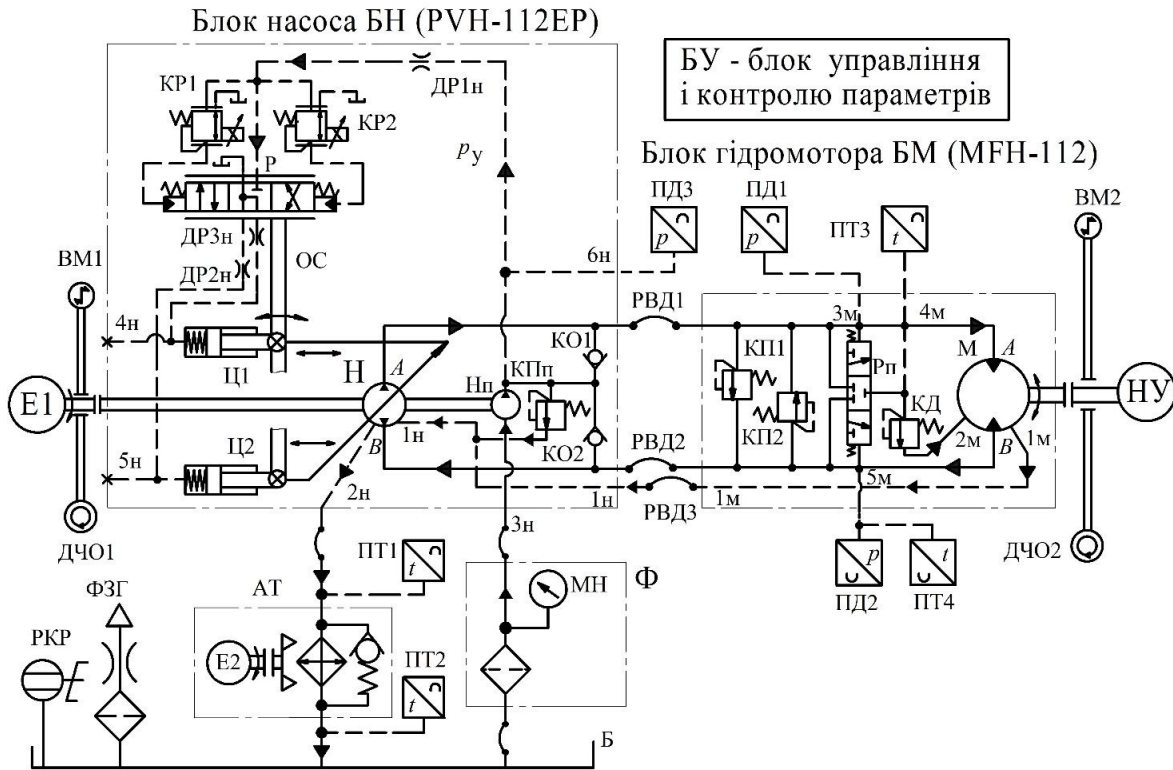 Блок насоса БН (PVH-112EP)
БУ - блок управління
і контролю параметрів
КР1
КР2
ДР1н
Р
pу
Блок гідромотора БМ (MFH-112)
ПД3
p
ПД1
p
ПТ3
t
ВМ2
ВМ1
ДР3н
ДР2н
ОС
6н
4н
Ц1
Н
A
КПп
КО1
РВД1
3м
4м
М
A
Нп
КП1
Рп
КД
Е1
НУ
КП2
2м
1м
B
1н
КО2
РВД2
B
5н
Ц2
2н
1н
РВД3
1м
5м
3н
ДЧО1
ПТ1
t
МН
Ф
p
ПД2
t
ПТ4
ДЧО2
ФЗГ
АТ
РКР
Е2
ПТ2
t
Б